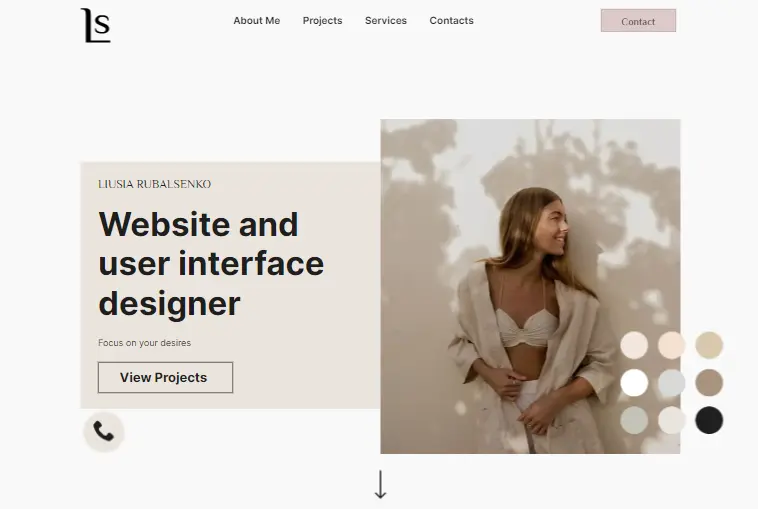 Ls
About Me
Projects
Services
Contacts
Contact
LIUSIA RUBALSENKO
Website and
user interface
designer
Focus on your desires
View Projects